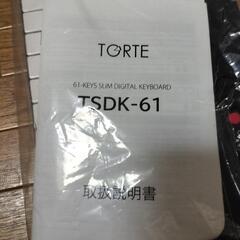 TORTE
61-KEYS SLIM DIGITAL KEYBOARD
TSDK-61
取扱説明書